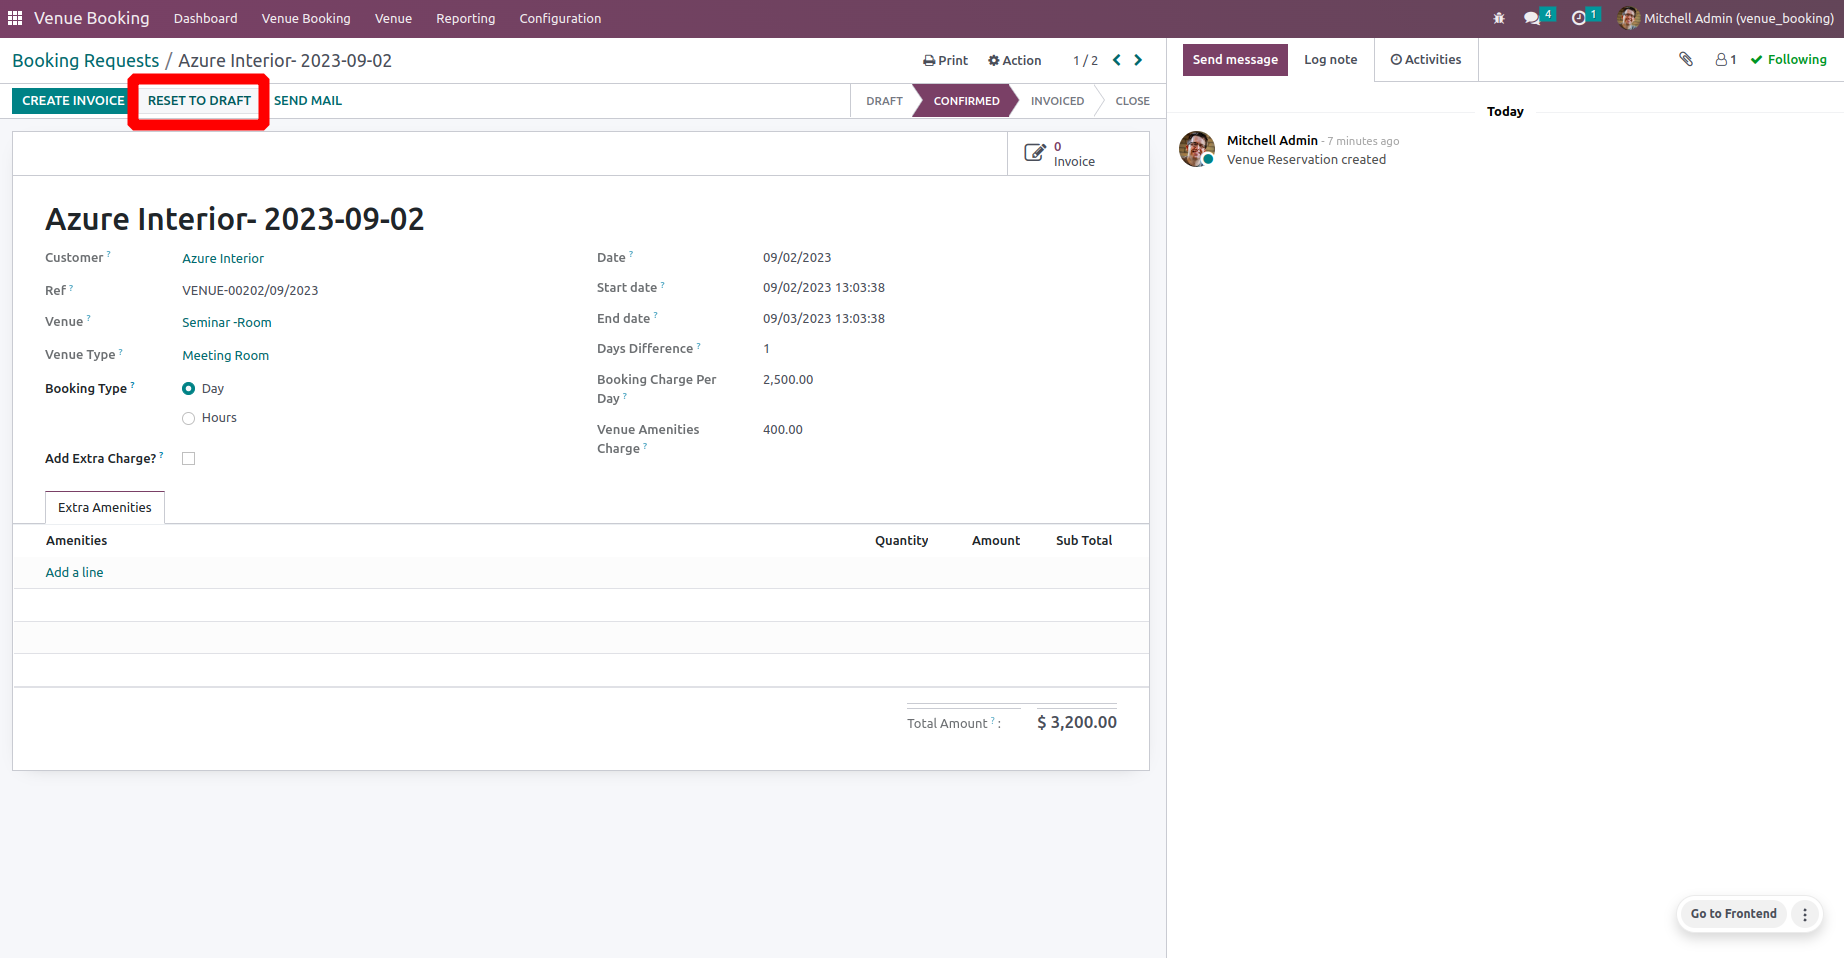 Venue Booking Dashboard Venue Booking Venue Reporting Configuration 4 1 Mitchell Admin (venue_booking)
Booking Requests / Azure Interior- 2023-09-02 Print Action 1 / 2
CREATE INVOICE RESET TO DRAFT SEND MAIL DRAFT CONFIRMED INVOICED CLOSE
0
Invoice
Azure Interior- 2023-09-02
Customer ? Azure Interior
Ref ? VENUE-00202/09/2023
Venue ? Seminar -Room
Venue Type ? Meeting Room
Booking Type ? Day
Hours
Add Extra Charge? ?
Date ? 09/02/2023
Start date ? 09/02/2023 13:03:38
End date ? 09/03/2023 13:03:38
Days Difference ? 1
Booking Charge Per 2,500.00
Day ?
Venue Amenities 400.00
Charge ?
Extra Amenities
Amenities Quantity Amount Sub Total
Add a line
Total Amount ? : $ 3,200.00
Send message Log note Activities 1 Following
Today
Mitchell Admin - 7 minutes ago
Venue Reservation created
Go to Frontend